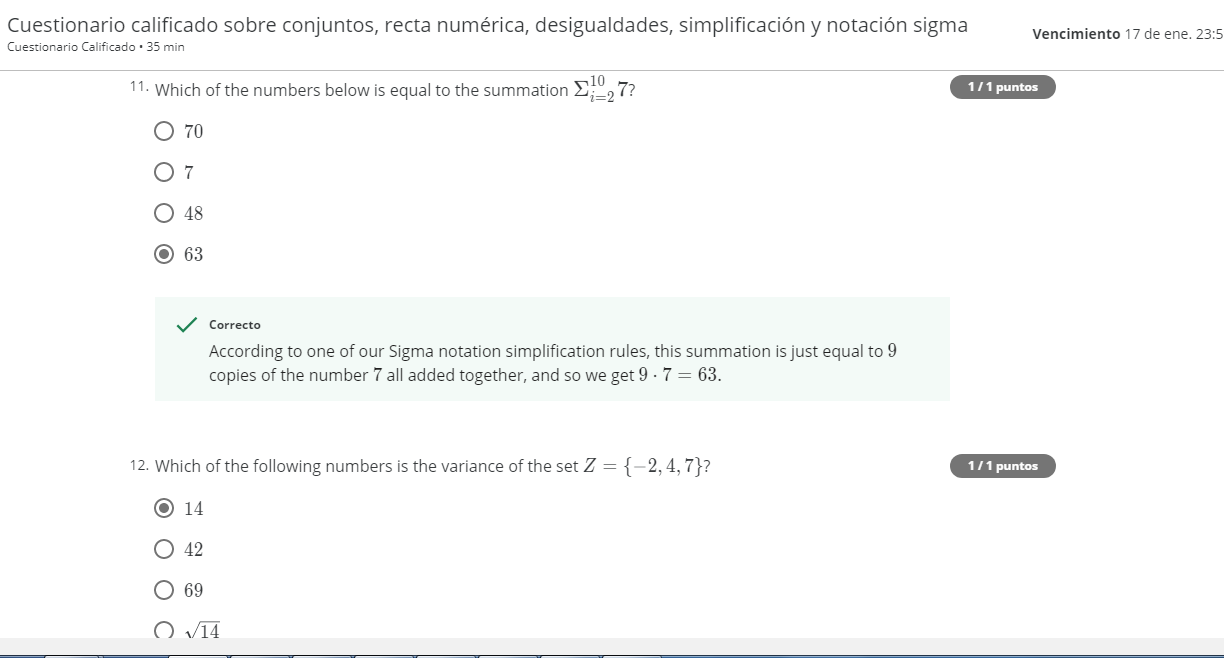 Cuestionario calificado sobre conjuntos, recta numérica, desigualdades, simplificación y notación sigma
Cuestionario Calificado • 35 min
Vencimiento 17 de ene. 23:5
11. Which of the numbers below is equal to the summation Σ_{i=2}^{10} 7?
1 / 1 puntos
70
7
48
63
Correcto
According to one of our Sigma notation simplification rules, this summation is just equal to 9
copies of the number 7 all added together, and so we get 9 · 7 = 63.
12. Which of the following numbers is the variance of the set Z = {−2, 4, 7}?
1 / 1 puntos
14
42
69
√14